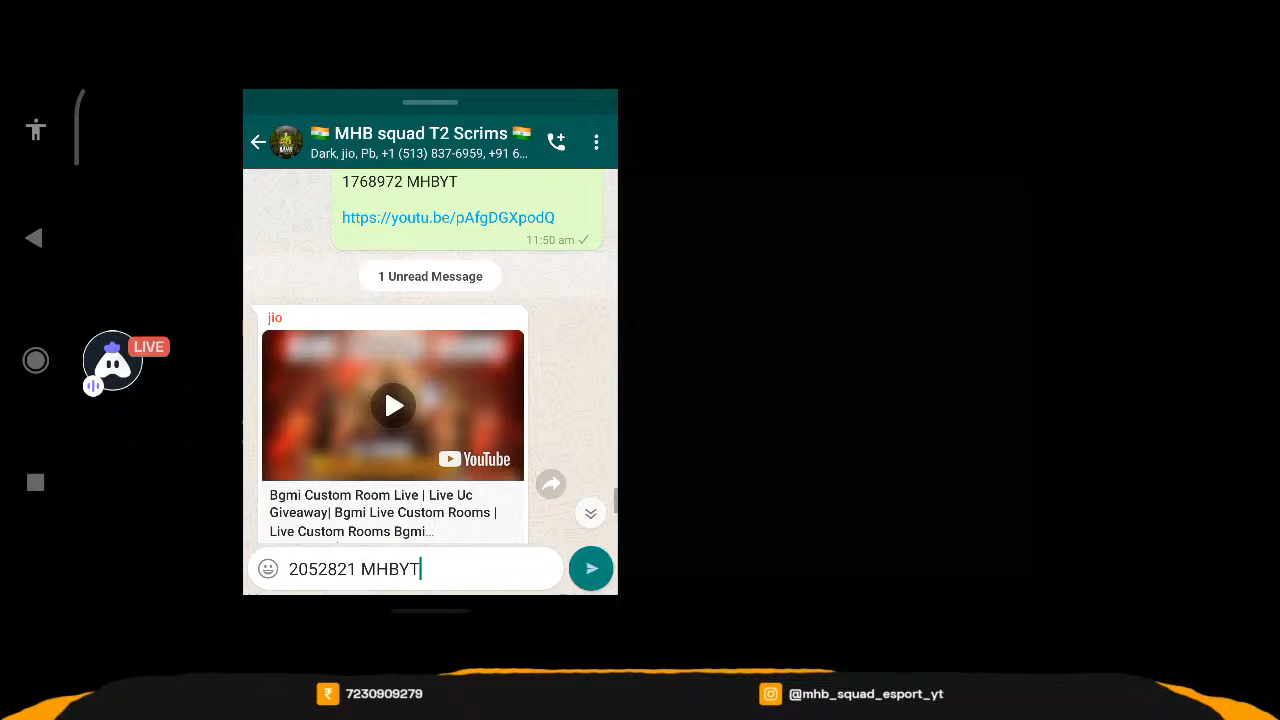 🇮🇳 MHB squad T2 Scrims 🇮🇳
Dark, jio, Pb, +1 (513) 837-6959, +91 6...
1768972 MHBYT
https://youtu.be/pAfgDGXpodQ
11:50 am
1 Unread Message
jio
LIVE
YouTube
Bgmi Custom Room Live | Live Uc
Giveaway| Bgmi Live Custom Rooms |
Live Custom Rooms Bgmi...
2052821 MHBYT
₹ 7230909279
@mhb_squad_esport_yt